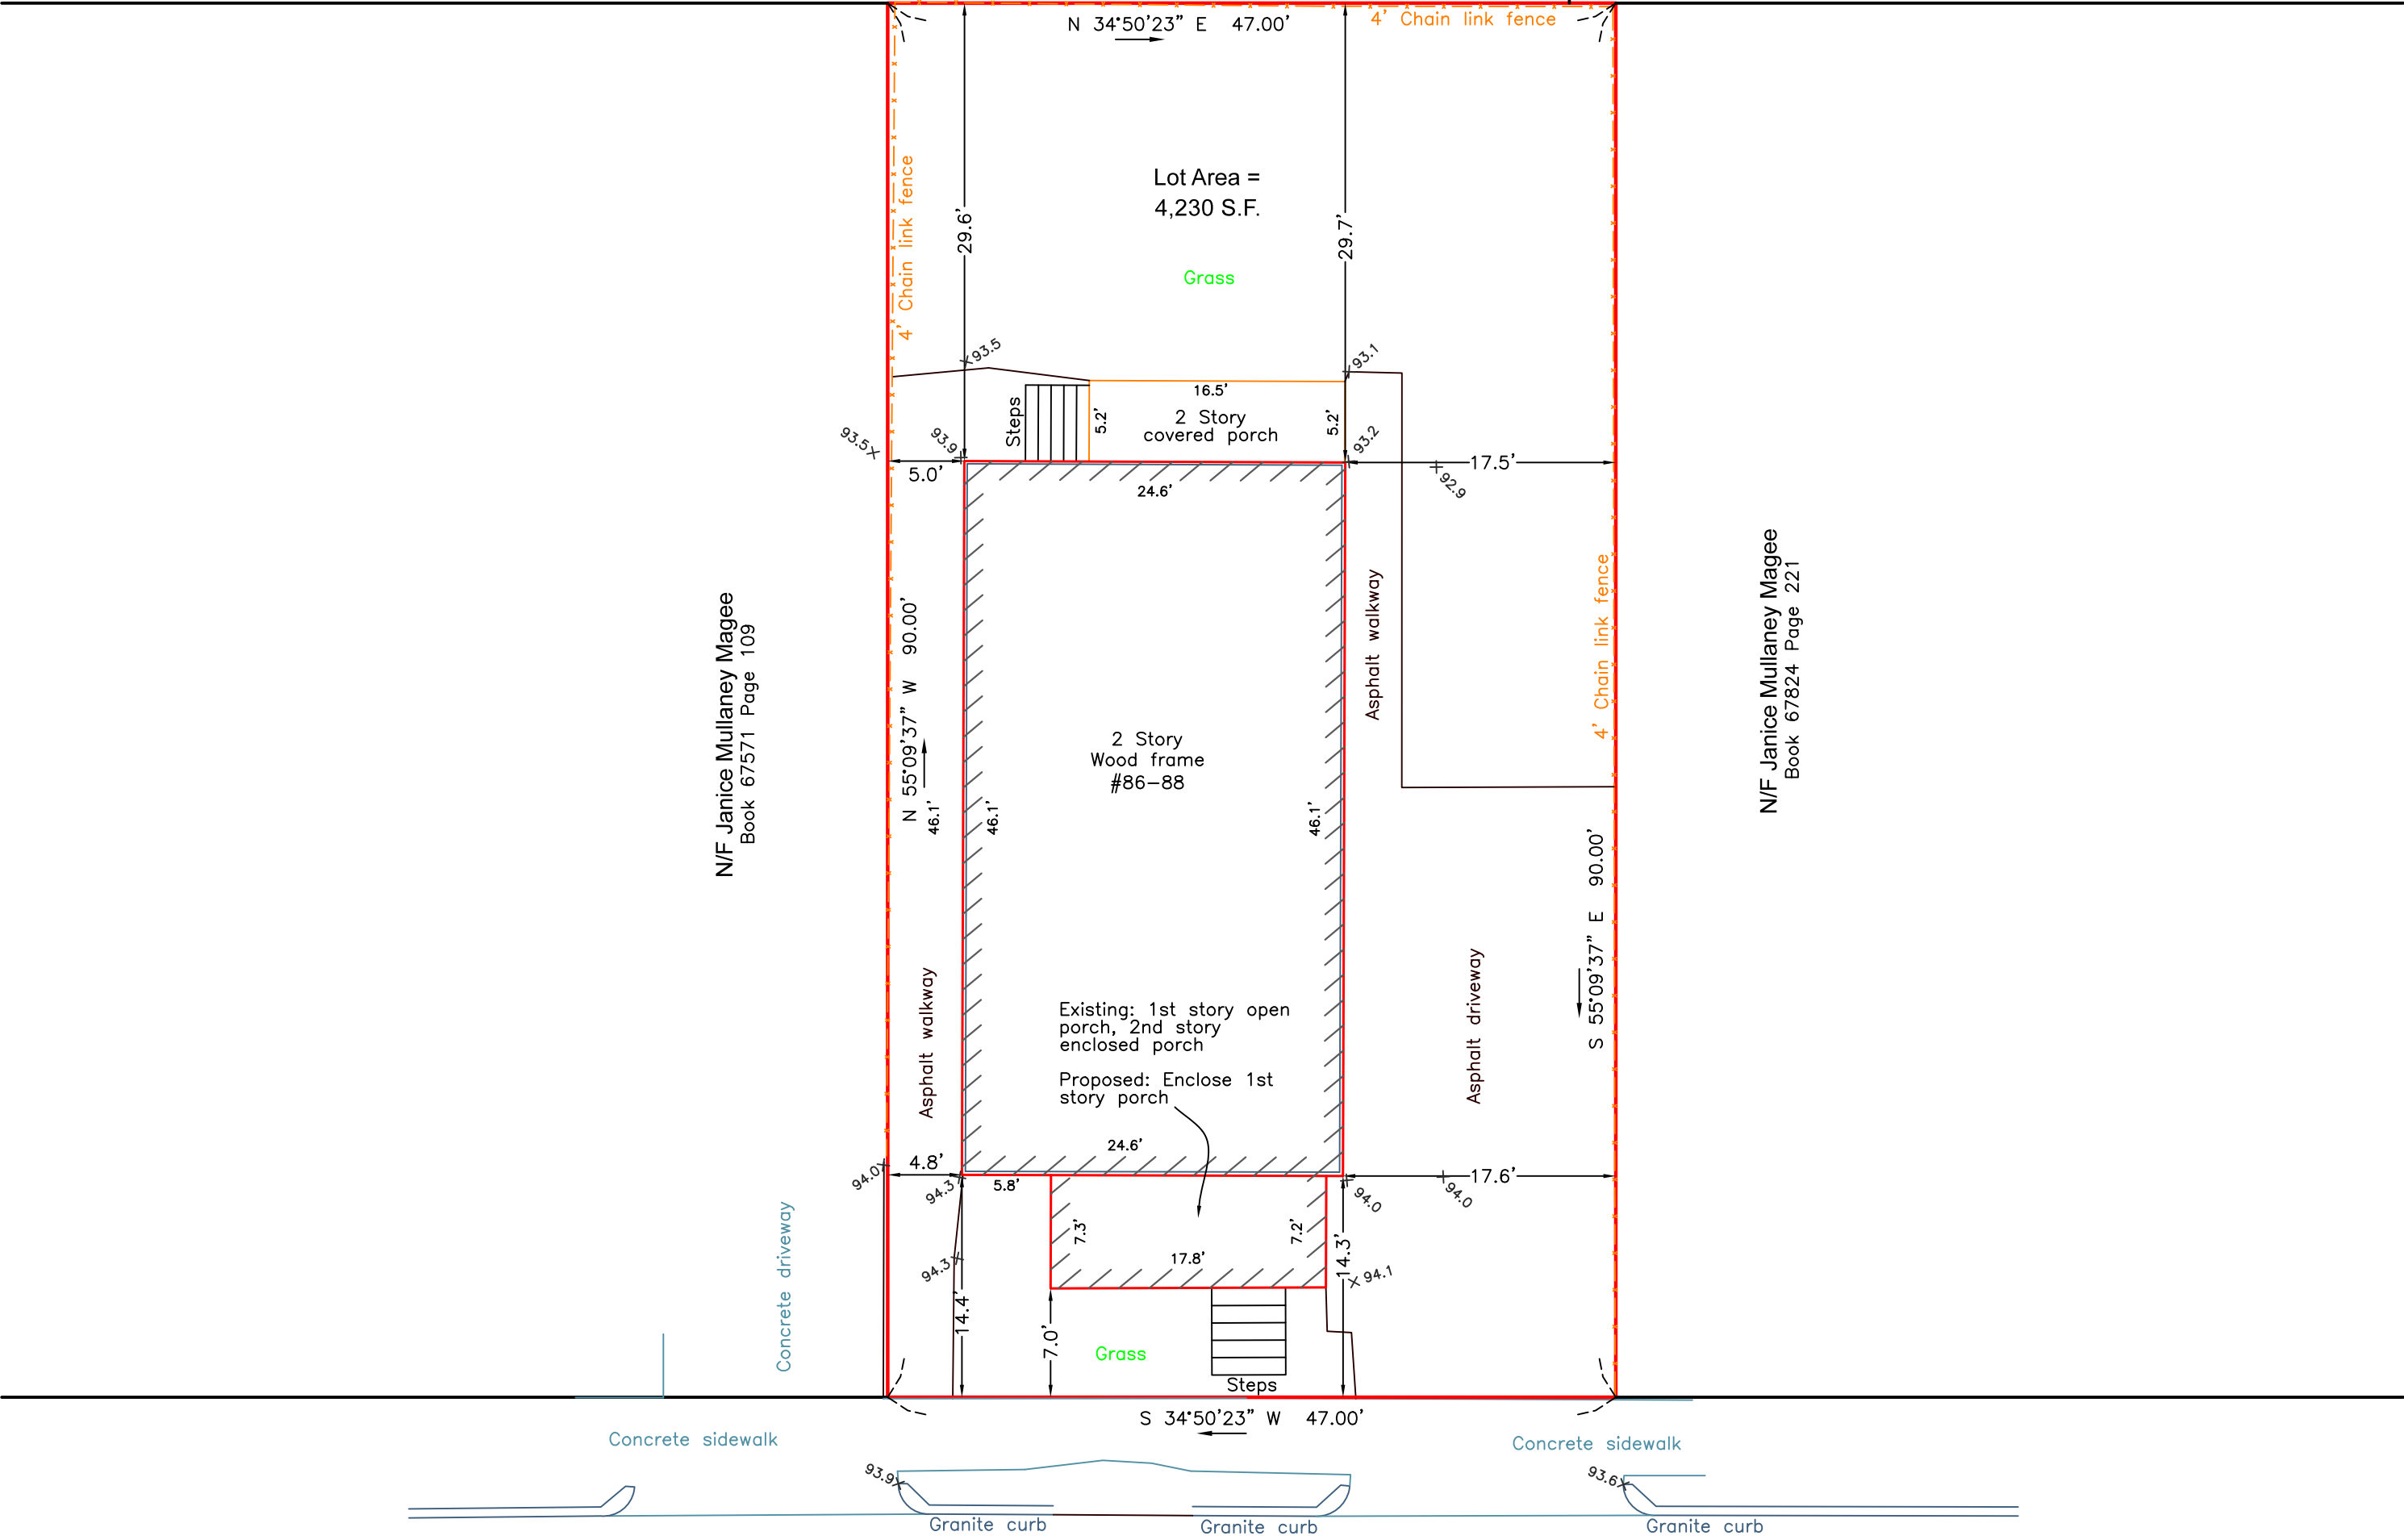 N 34°50'23" E 47.00'
4' Chain link fence
4' Chain link fence
29.6'
Lot Area =
4,230 S.F.
29.7'
Grass
93.5
93.1
16.5'
Steps
5.2'
2 Story
covered porch
5.2'
93.5
93.9
93.2
5.0'
17.5'
92.9
24.6'
N/F Janice Mullaney Magee
Book 67571 Page 109
N 55°09'37" W 90.00'
46.1'
46.1'
2 Story
Wood frame
#86-88
46.1'
Asphalt walkway
4' Chain link fence
N/F Janice Mullaney Magee
Book 67824 Page 221
S 55°09'37" E 90.00'
Asphalt walkway
Existing: 1st story open
porch, 2nd story
enclosed porch
Proposed: Enclose 1st
story porch
Asphalt driveway
24.6'
94.0
4.8'
94.3
5.8'
17.6'
94.0
94.0
7.3'
7.2'
17.8'
94.3
14.3'
94.1
Concrete driveway
14.4'
7.0'
Grass
Steps
S 34°50'23" W 47.00'
Concrete sidewalk
Concrete sidewalk
93.9
93.6
Granite curb
Granite curb
Granite curb